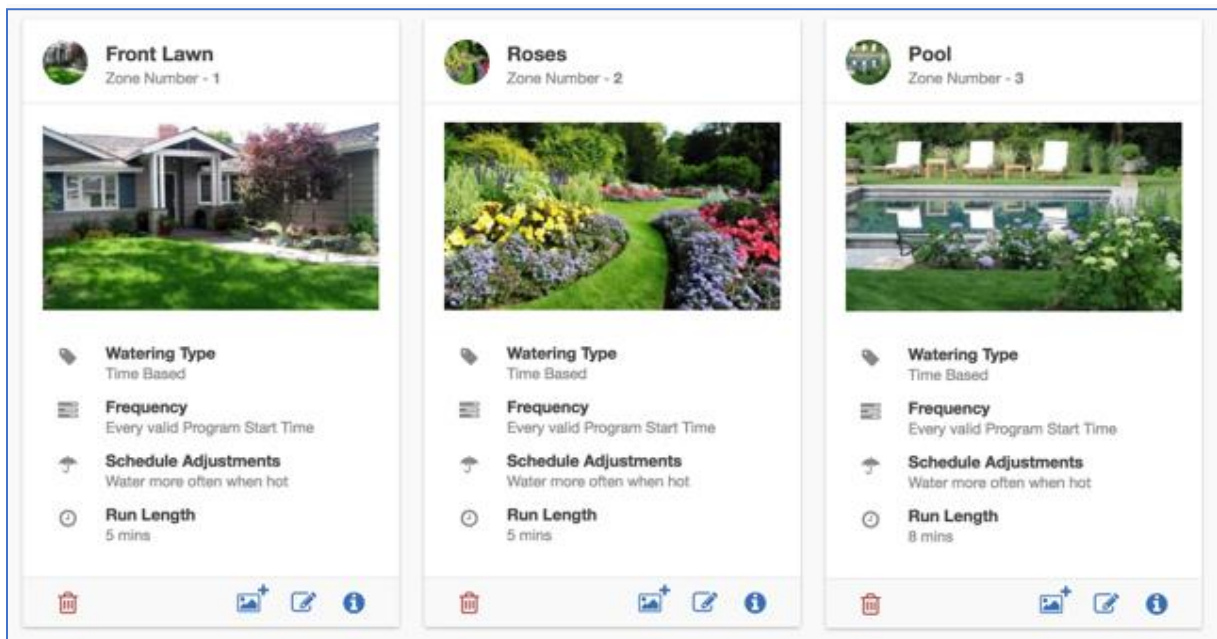 Front Lawn
Zone Number - 1
Watering Type
Time Based
Frequency
Every valid Program Start Time
Schedule Adjustments
Water more often when hot
Run Length
5 mins
Roses
Zone Number - 2
Watering Type
Time Based
Frequency
Every valid Program Start Time
Schedule Adjustments
Water more often when hot
Run Length
5 mins
Pool
Zone Number - 3
Watering Type
Time Based
Frequency
Every valid Program Start Time
Schedule Adjustments
Water more often when hot
Run Length
8 mins